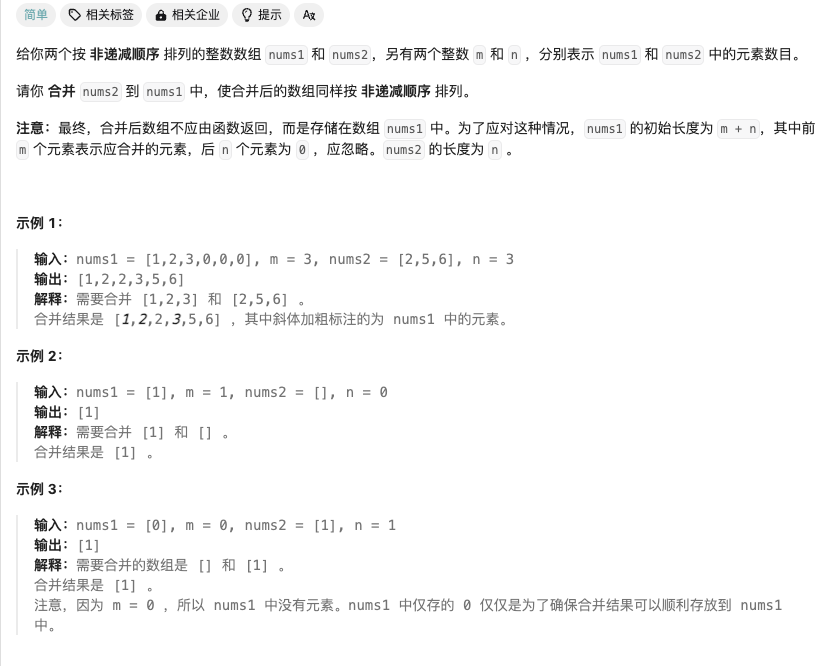 简单 相关标签 相关企业 提示 Aあ
给你两个按 非递减顺序 排列的整数数组 nums1 和 nums2，另有两个整数 m 和 n ，分别表示 nums1 和 nums2 中的元素数目。
请你 合并 nums2 到 nums1 中，使合并后的数组同样按 非递减顺序 排列。
注意：最终，合并后数组不应由函数返回，而是存储在数组 nums1 中。为了应对这种情况，nums1 的初始长度为 m + n，其中前
m 个元素表示应合并的元素，后 n 个元素为 0 ，应忽略。nums2 的长度为 n 。
示例 1：
输入：nums1 = [1,2,3,0,0,0], m = 3, nums2 = [2,5,6], n = 3
输出：[1,2,2,3,5,6]
解释：需要合并 [1,2,3] 和 [2,5,6] 。
合并结果是 [1,2,2,3,5,6] ，其中斜体加粗标注的为 nums1 中的元素。
示例 2：
输入：nums1 = [1], m = 1, nums2 = [], n = 0
输出：[1]
解释：需要合并 [1] 和 [] 。
合并结果是 [1] 。
示例 3：
输入：nums1 = [0], m = 0, nums2 = [1], n = 1
输出：[1]
解释：需要合并的数组是 [] 和 [1] 。
合并结果是 [1] 。
注意，因为 m = 0 ，所以 nums1 中没有元素。nums1 中仅存的 0 仅仅是为了确保合并结果可以顺利存放到 nums1
中。